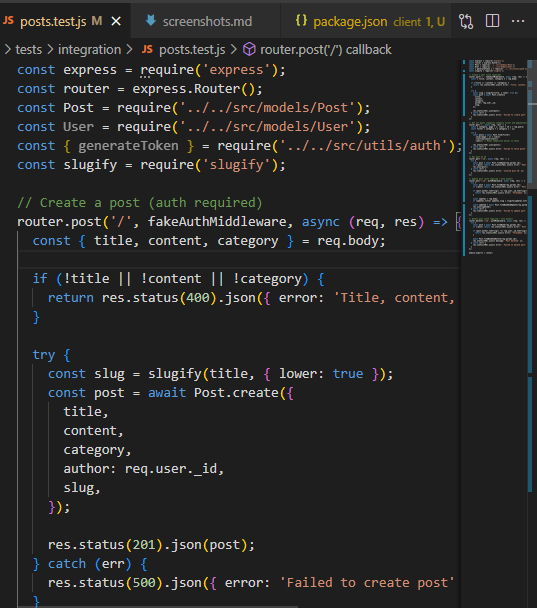 JS posts.test.js M × screenshots.md {} package.json client 1, U ···
> tests > integration > JS posts.test.js > router.post('/') callback
const express = require('express');
const router = express.Router();
const Post = require('../../src/models/Post');
const User = require('../../src/models/User');
const { generateToken } = require('../../src/utils/auth');
const slugify = require('slugify');
// Create a post (auth required)
router.post('/', fakeAuthMiddleware, async (req, res) => {
const { title, content, category } = req.body;
if (!title || !content || !category) {
return res.status(400).json({ error: 'Title, content,
}
try {
const slug = slugify(title, { lower: true });
const post = await Post.create({
title,
content,
category,
author: req.user._id,
slug,
});
res.status(201).json(post);
} catch (err) {
res.status(500).json({ error: 'Failed to create post'
}